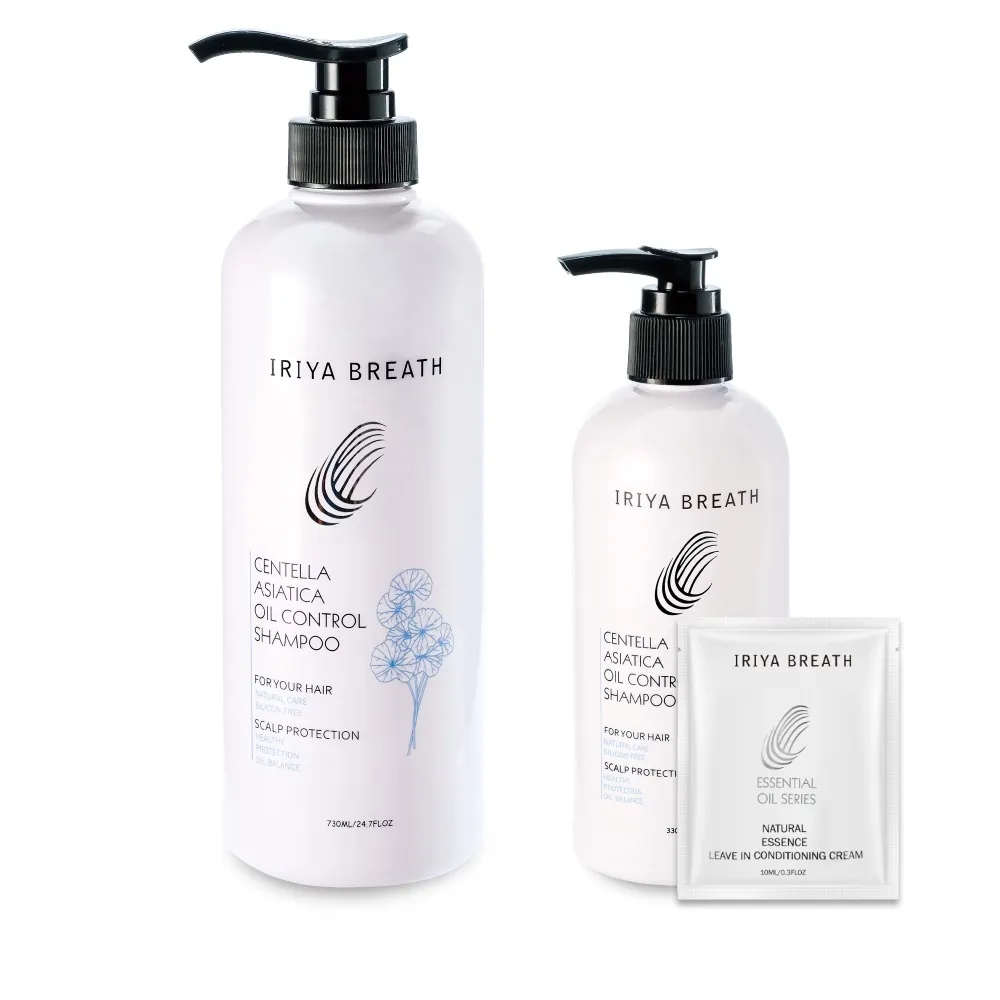 IRIYA BREATH
CENTELLA
ASIATICA
OIL CONTROL
SHAMPOO
FOR YOUR HAIR
NATURAL CARE
SILICON FREE
SCALP PROTECTION
HEALTHY
PROTECTION
OIL BALANCE
730ML/24.7FLOZ
IRIYA BREATH
CENTELLA
ASIATICA
OIL CONTRO
SHAMPOO
FOR YOUR HAIR
NATURAL CARE
SILICON FREE
SCALP PROTECTI
HEALTHY
PROTECTION
OIL BALANCE
330
IRIYA BREATH
ESSENTIAL
OIL SERIES
NATURAL
ESSENCE
LEAVE IN CONDITIONING CREAM
10ML/0.3FLOZ